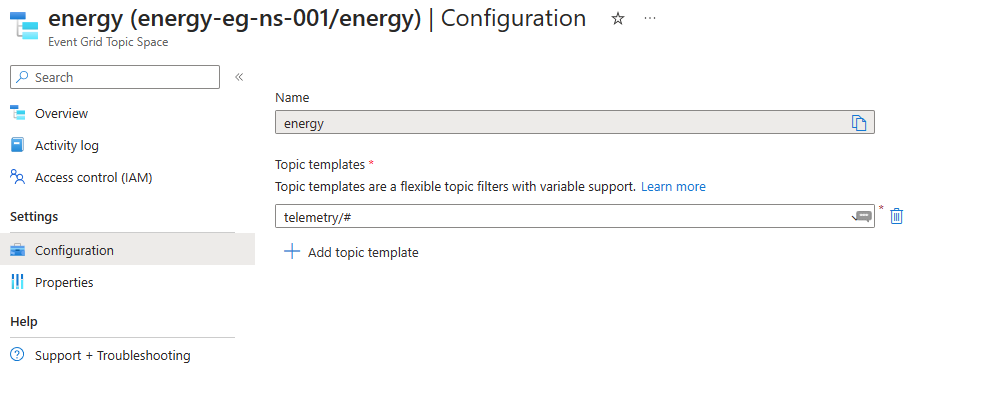 energy (energy-eg-ns-001/energy) | Configuration
Event Grid Topic Space
Search
Overview
Activity log
Access control (IAM)
Settings
Configuration
Properties
Help
Support + Troubleshooting
Name
energy
Topic templates *
Topic templates are a flexible topic filters with variable support. Learn more
telemetry/# *
Add topic template